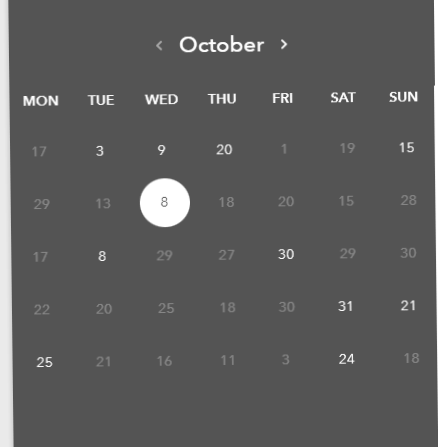 ‹ October ›
MON TUE WED THU FRI SAT SUN
17 3 9 20 1 19 15
29 13 8 18 20 15 28
17 8 29 27 30 29 30
22 20 25 18 30 31 21
25 21 16 11 3 24 18